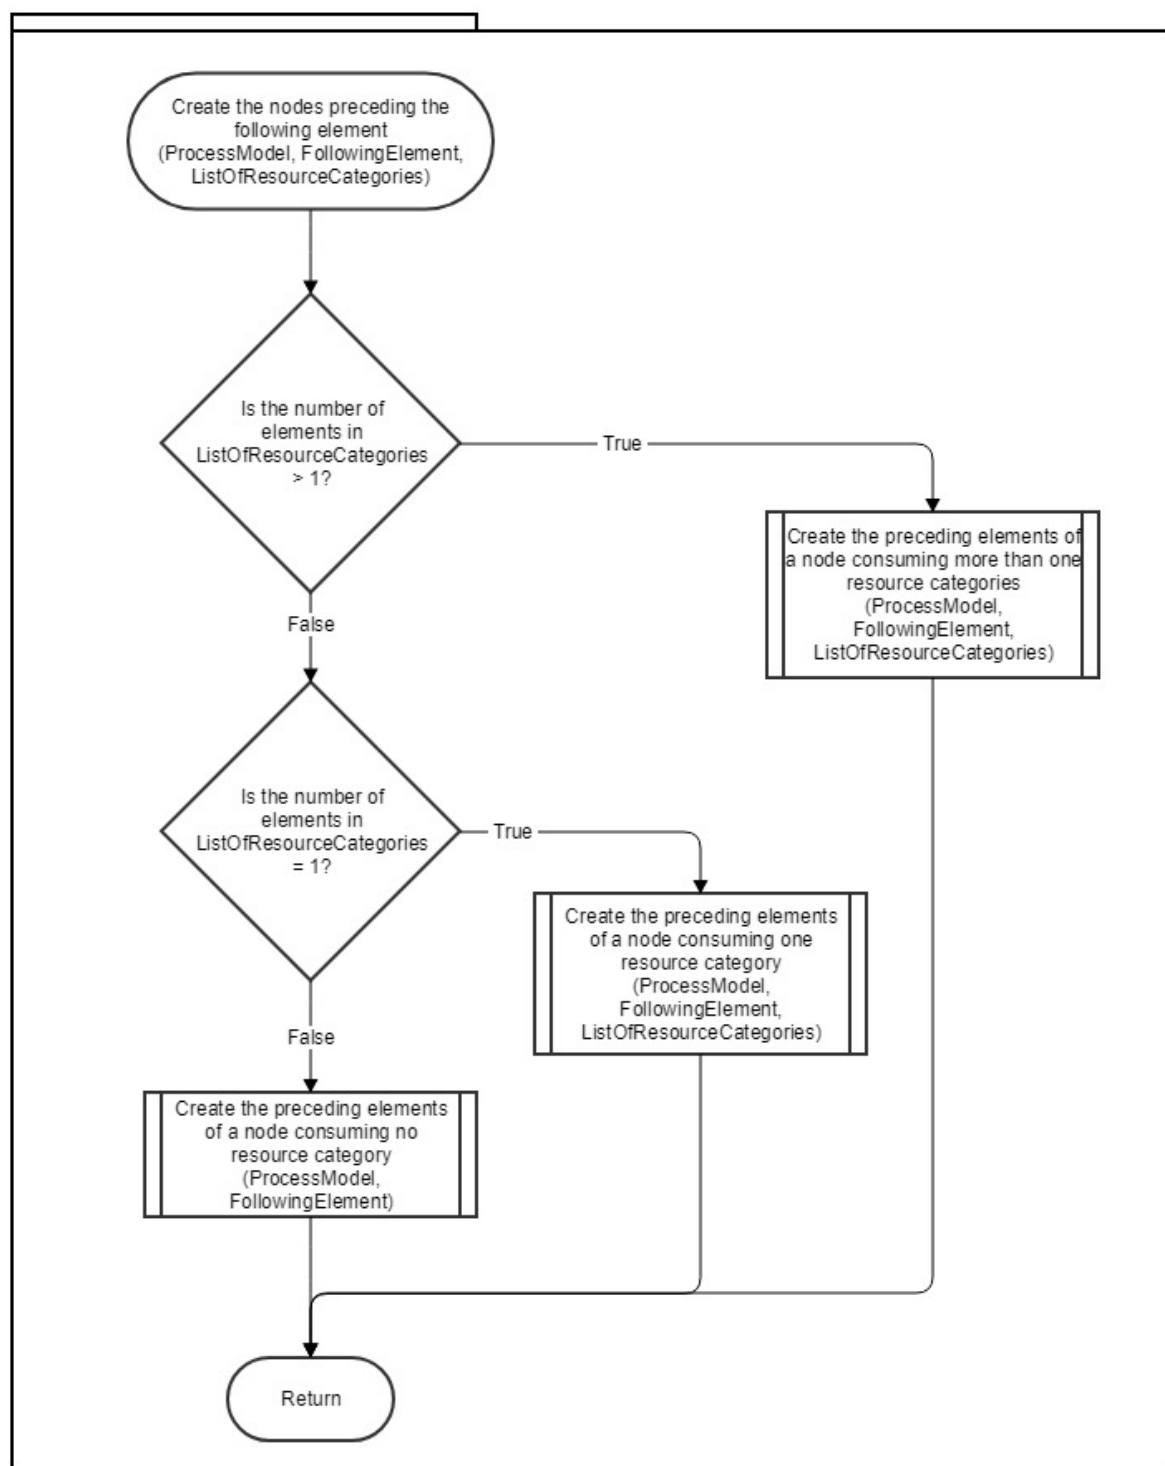 Create the nodes preceding the
following element
(ProcessModel, FollowingElement,
ListOfResourceCategories)
Is the number of
elements in
ListOfResourceCategories
> 1?
True
Create the preceding elements of
a node consuming more than one
resource categories
(ProcessModel,
FollowingElement,
ListOfResourceCategories)
False
Is the number of
elements in
ListOfResourceCategories
= 1?
True
Create the preceding elements
of a node consuming one
resource category
(ProcessModel,
FollowingElement,
ListOfResourceCategories)
False
Create the preceding elements
of a node consuming no
resource category
(ProcessModel,
FollowingElement)
Return